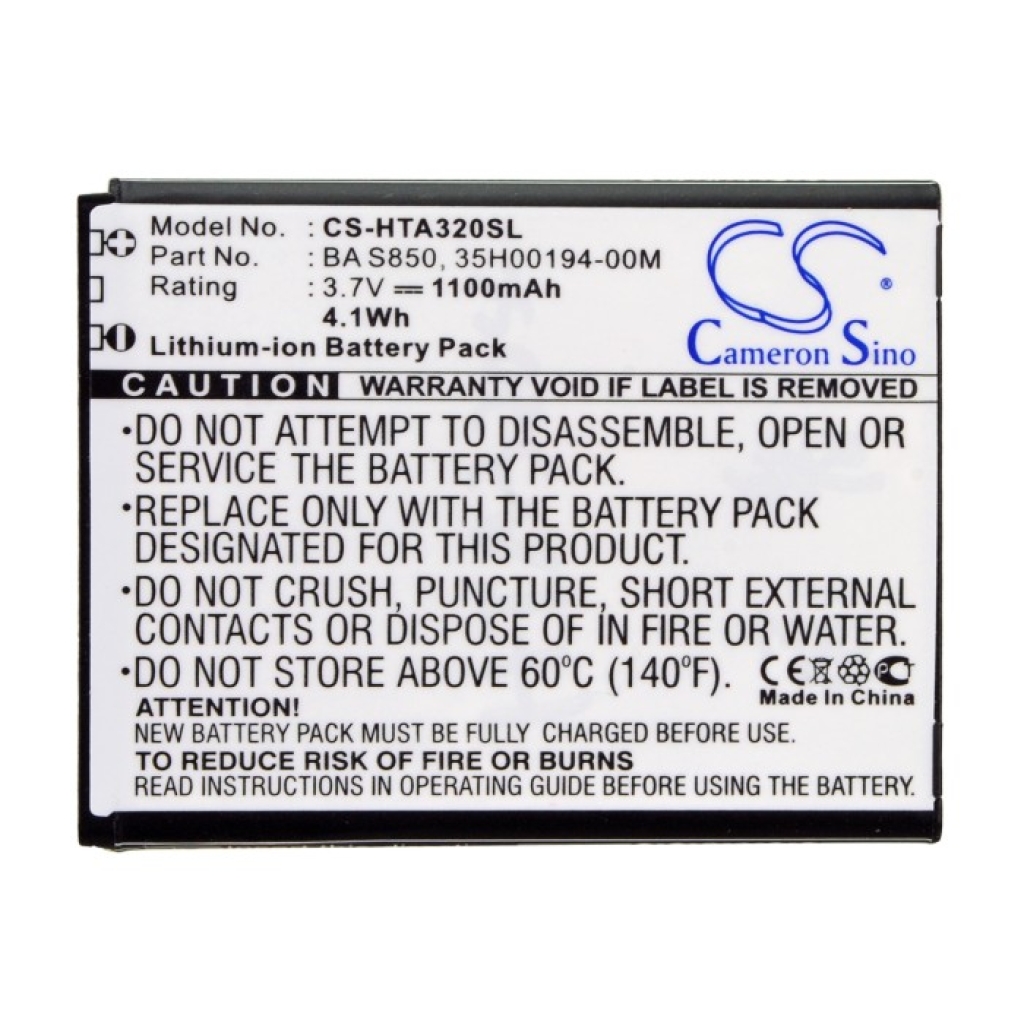 Model No. : CS-HTA320SL
Part No. : BA S850, 35H00194-00M
Rating : 3.7V ⎓ 1100mAh
4.1Wh
Lithium-ion Battery Pack
CS ®
Cameron Sino
CAUTION WARRANTY VOID IF LABEL IS REMOVED
•DO NOT ATTEMPT TO DISASSEMBLE, OPEN OR
SERVICE THE BATTERY PACK.
•REPLACE ONLY WITH THE BATTERY PACK
DESIGNATED FOR THIS PRODUCT.
•DO NOT CRUSH, PUNCTURE, SHORT EXTERNAL
CONTACTS OR DISPOSE OF IN FIRE OR WATER.
•DO NOT STORE ABOVE 60°C (140°F). CE PCT
Made In China
ATTENTION!
NEW BATTERY PACK MUST BE FULLY CHARGED BEFORE USE.
TO REDUCE RISK OF FIRE OR BURNS
READ INSTRUCTIONS IN OPERATING GUIDE BEFORE USING THE BATTERY.